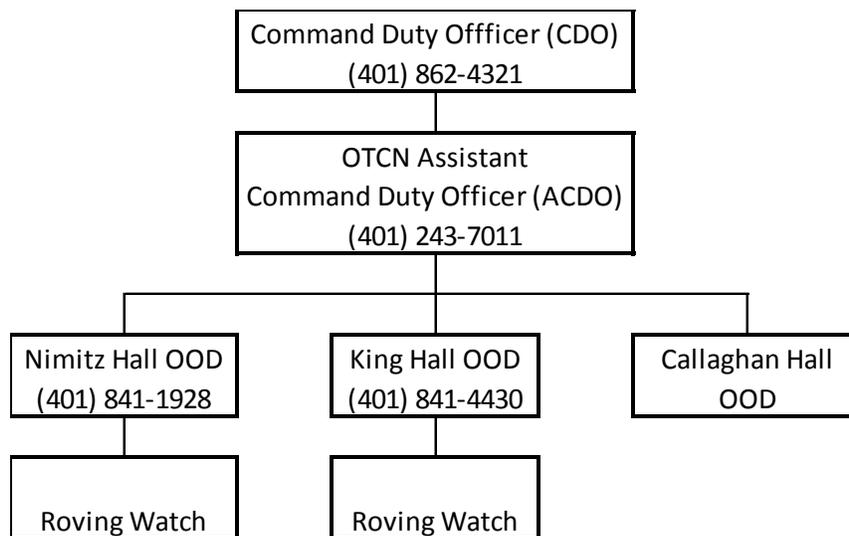 Command Duty Offficer (CDO)
(401) 862-4321
OTCN Assistant
Command Duty Officer (ACDO)
(401) 243-7011
Nimitz Hall OOD
(401) 841-1928
King Hall OOD
(401) 841-4430
Callaghan Hall
OOD
Roving Watch
Roving Watch